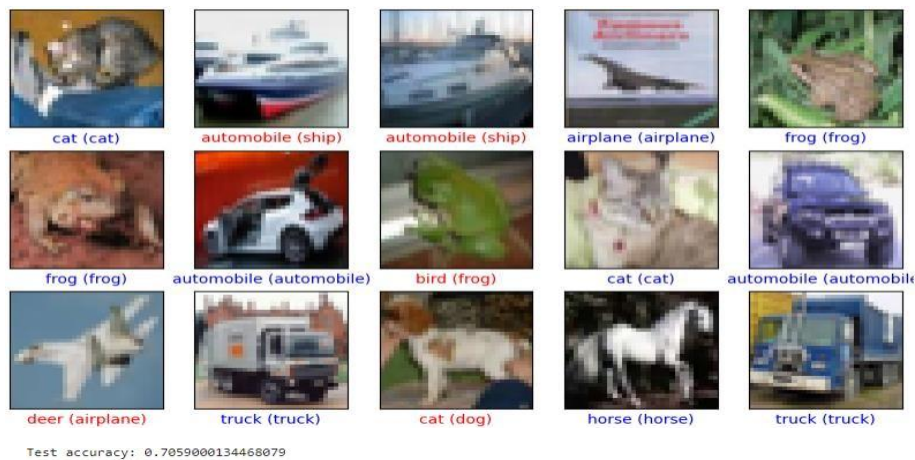 cat (cat) automobile (ship) automobile (ship) airplane (airplane) frog (frog)
frog (frog) automobile (automobile) bird (frog) cat (cat) automobile (automobile
deer (airplane) truck (truck) cat (dog) horse (horse) truck (truck)
Test accuracy: 0.7059000134468079